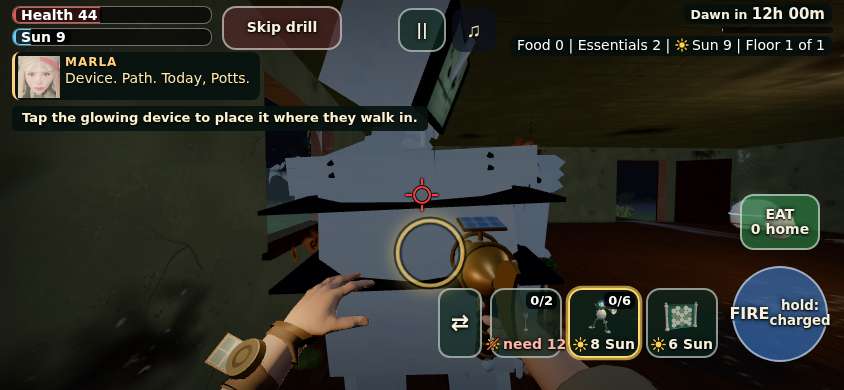 Health 44
Sun 9
Skip drill
Dawn in 12h 00m
Food 0 | Essentials 2 | Sun 9 | Floor 1 of 1
MARLA
Device. Path. Today, Potts.
Tap the glowing device to place it where they walk in.
EAT
0 home
0/2
need 12
0/6
8 Sun
6 Sun
FIRE
hold:
charged